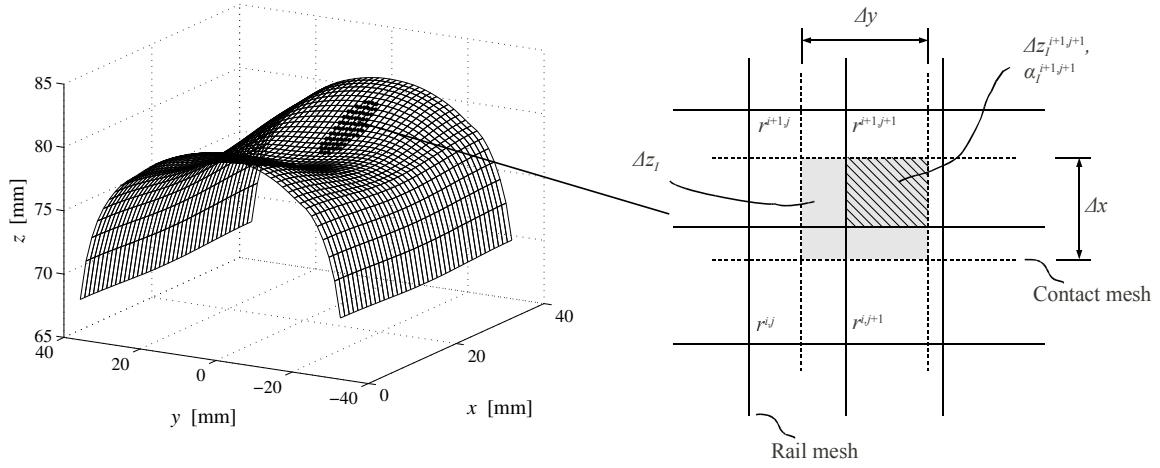 85
80
75
70
65
z [mm]
40
20
0
−20
−40
y [mm]
0
20
40
x [mm]
Δy
Δz_I^{i+1,j+1},
α_I^{i+1,j+1}
r^{i+1,j}
r^{i+1,j+1}
Δz_I
Δx
Contact mesh
r^{i,j}
r^{i,j+1}
Rail mesh